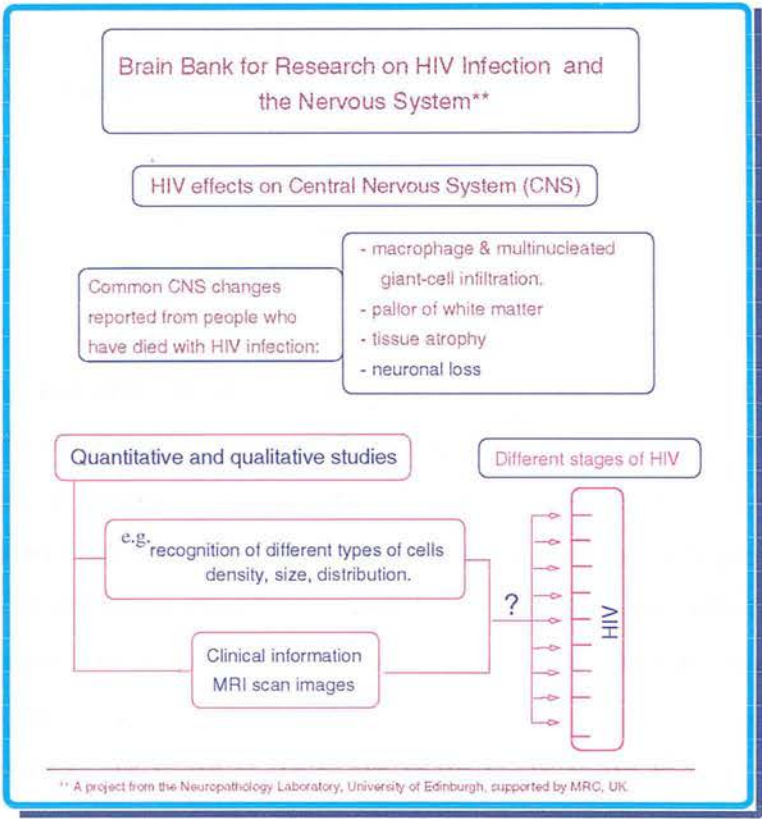 Brain Bank for Research on HIV Infection and
the Nervous System**
HIV effects on Central Nervous System (CNS)
Common CNS changes
reported from people who
have died with HIV infection:
- macrophage & multinucleated
giant-cell infiltration.
- pallor of white matter
- tissue atrophy
- neuronal loss
Quantitative and qualitative studies
Different stages of HIV
e.g. recognition of different types of cells
density, size, distribution.
?
HIV
Clinical information
MRI scan images
** A project from the Neuropathology Laboratory, University of Edinburgh, supported by MRC, UK.